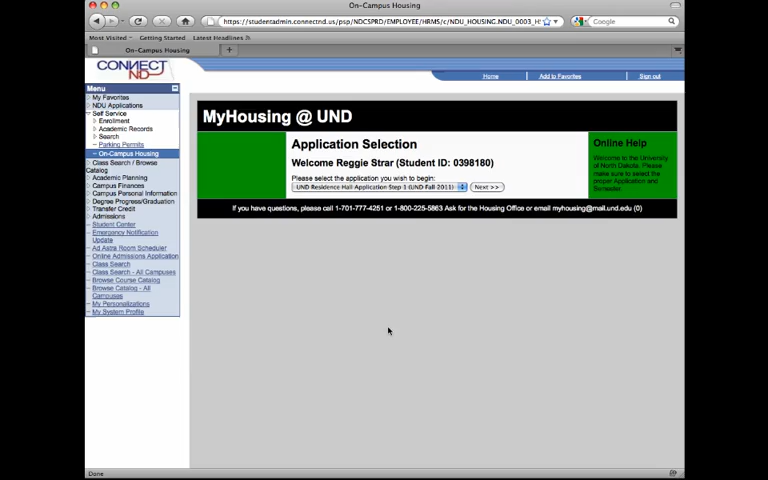 On-Campus Housing
https://studentadmin.connectnd.us/psp/NDCSPRD/EMPLOYEE/HRMS/c/NDU_HOUSING.NDU_0003_H
Google
Most Visited
Getting Started
Latest Headlines
On-Campus Housing
CONNECT
ND
Home
Add to Favorites
Sign out
Menu
My Favorites
NDU Applications
Self Service
Enrollment
Academic Records
Search
Parking Permits
On-Campus Housing
Class Search / Browse
Catalog
Academic Planning
Campus Finances
Campus Personal Information
Degree Progress/Graduation
Transfer Credit
Admissions
Student Center
Emergency Notification
Update
Ad Astra Room Scheduler
Online Admissions Application
Class Search
Class Search - All Campuses
Browse Course Catalog
Browse Catalog - All
Campuses
My Personalizations
My System Profile
MyHousing @ UND
Application Selection
Welcome Reggie Strar (Student ID: 0398180)
Please select the application you wish to begin:
UND Residence Hall Application Step 1 (UND Fall 2011)
Next >>
Online Help
Welcome to the University
of North Dakota. Please
make sure to select the
proper Application and
Semester.
If you have questions, please call 1-701-777-4251 or 1-800-225-5863 Ask for the Housing Office or email myhousing@mail.und.edu (0)
Done